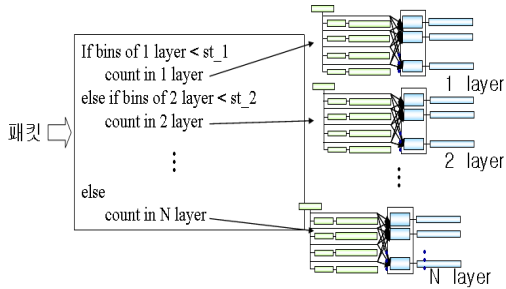 패킷
If bins of 1 layer < st_1
count in 1 layer
else if bins of 2 layer < st_2
count in 2 layer
else
count in N layer
1 layer
2 layer
N layer